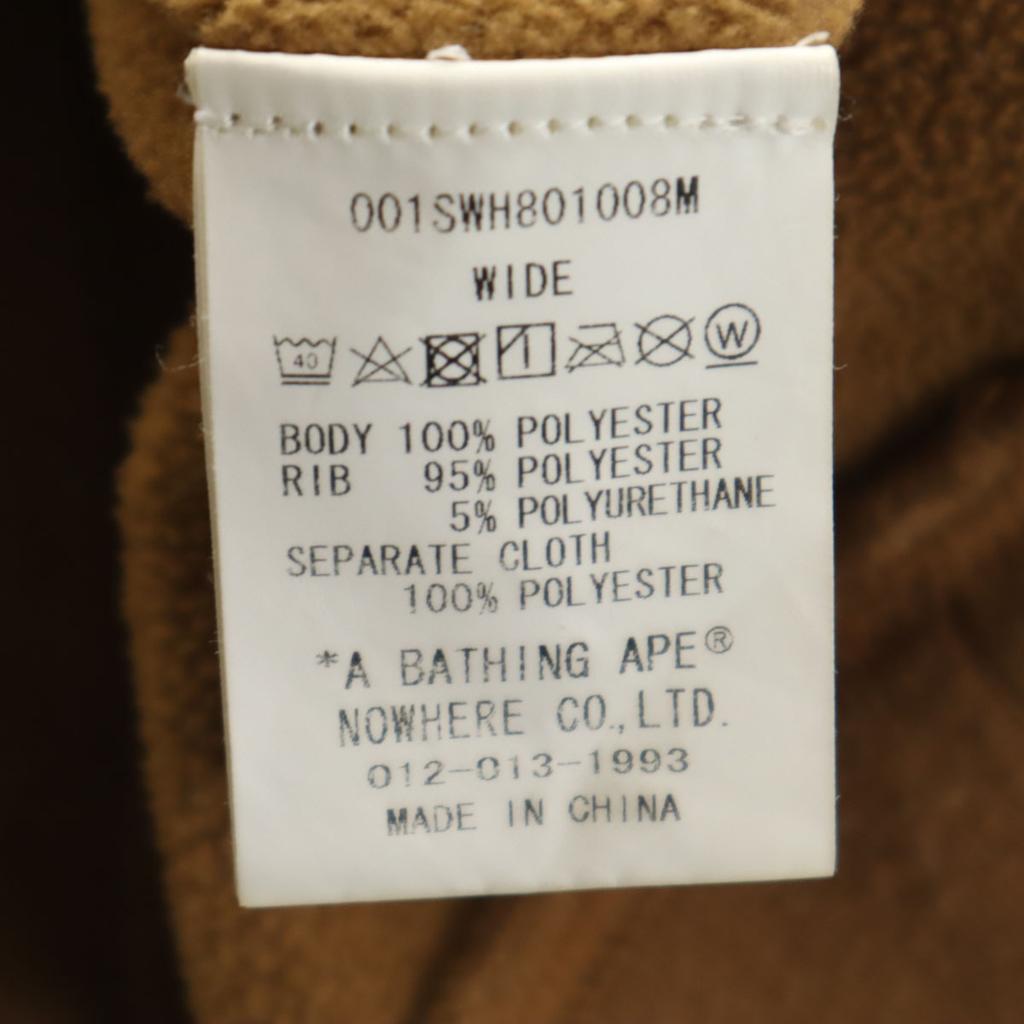 001SWH801008M
WIDE
40 W
BODY 100% POLYESTER
RIB 95% POLYESTER
5% POLYURETHANE
SEPARATE CLOTH
100% POLYESTER
*A BATHING APE®
NOWHERE CO.,LTD.
012-013-1993
MADE IN CHINA